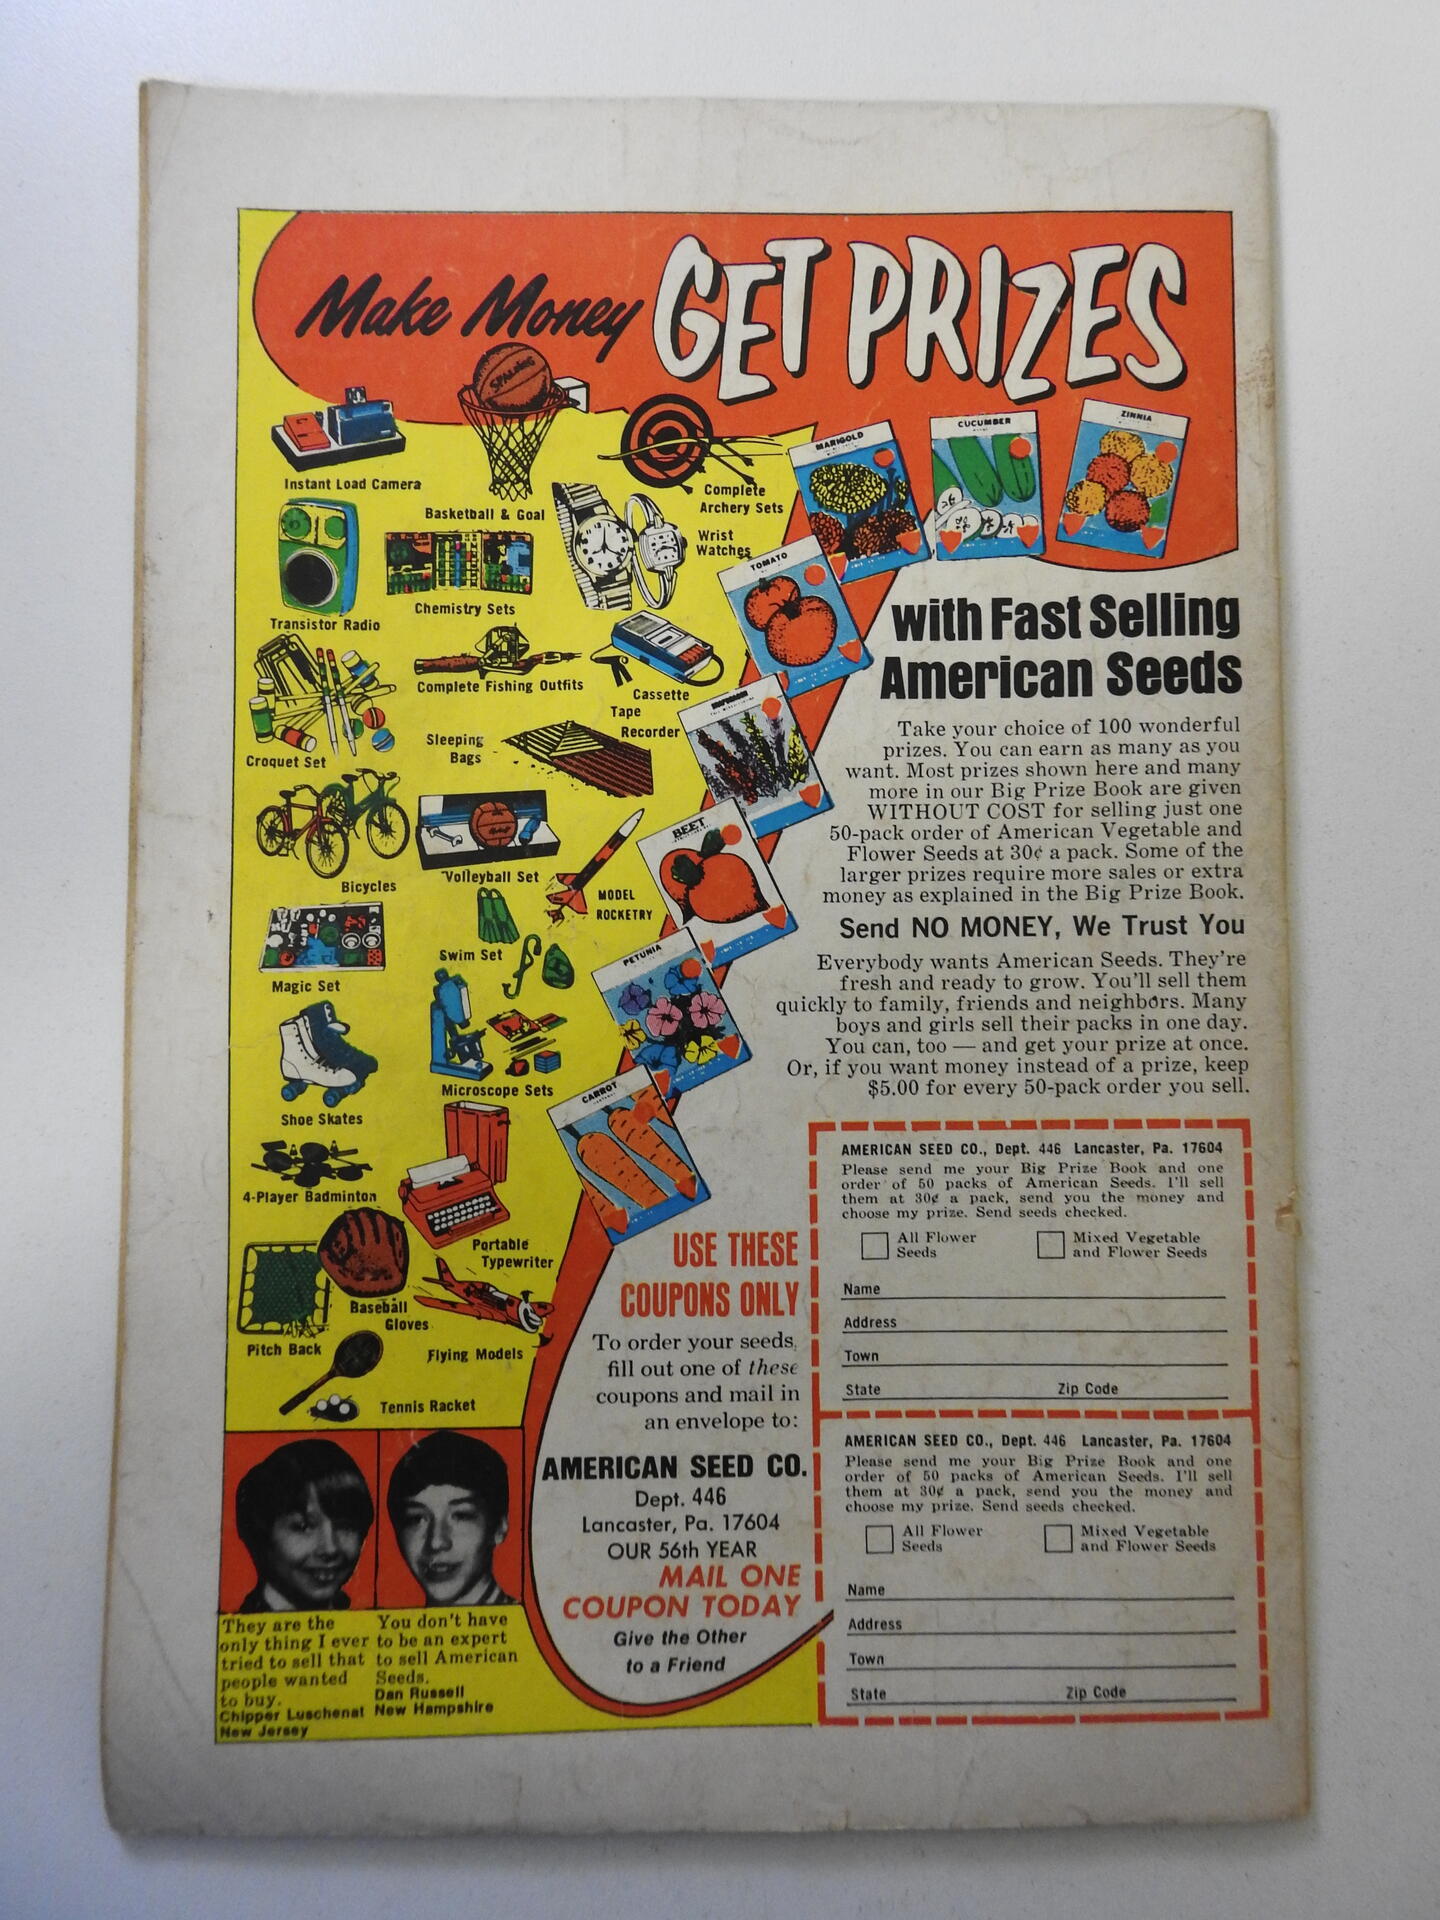 Make Money GET PRIZES
SPALDING
Instant Load Camera
Basketball & Goal
Complete
Archery Sets
Wrist
Watches
Transistor Radio
Chemistry Sets
Croquet Set
Complete Fishing Outfits
Cassette
Tape
Recorder
Sleeping
Bags
Bicycles
Volleyball Set
MODEL
ROCKETRY
Magic Set
Swim Set
Shoe Skates
Microscope Sets
4-Player Badminton
Portable
Typewriter
Baseball
Gloves
Pitch Back
Flying Models
Tennis Racket
MARIGOLD
CUCUMBER
ZINNIA
TOMATO
BEET
PETUNIA
CARROT
with Fast Selling
American Seeds
Take your choice of 100 wonderful
prizes. You can earn as many as you
want. Most prizes shown here and many
more in our Big Prize Book are given
WITHOUT COST for selling just one
50-pack order of American Vegetable and
Flower Seeds at 30¢ a pack. Some of the
larger prizes require more sales or extra
money as explained in the Big Prize Book.
Send NO MONEY, We Trust You
Everybody wants American Seeds. They're
fresh and ready to grow. You'll sell them
quickly to family, friends and neighbors. Many
boys and girls sell their packs in one day.
You can, too — and get your prize at once.
Or, if you want money instead of a prize, keep
$5.00 for every 50-pack order you sell.
USE THESE
COUPONS ONLY
To order your seeds,
fill out one of these
coupons and mail in
an envelope to:
AMERICAN SEED CO.
Dept. 446
Lancaster, Pa. 17604
OUR 56th YEAR
MAIL ONE
COUPON TODAY
Give the Other
to a Friend
AMERICAN SEED CO., Dept. 446 Lancaster, Pa. 17604
Please send me your Big Prize Book and one
order of 50 packs of American Seeds. I'll sell
them at 30¢ a pack, send you the money and
choose my prize. Send seeds checked.
All Flower
Seeds
Mixed Vegetable
and Flower Seeds
Name
Address
Town
State Zip Code
AMERICAN SEED CO., Dept. 446 Lancaster, Pa. 17604
Please send me your Big Prize Book and one
order of 50 packs of American Seeds. I'll sell
them at 30¢ a pack, send you the money and
choose my prize. Send seeds checked.
All Flower
Seeds
Mixed Vegetable
and Flower Seeds
Name
Address
Town
State Zip Code
They are the
only thing I ever
tried to sell that
people wanted
to buy.
Chipper Luschenat
New Jersey
You don't have
to be an expert
to sell American
Seeds.
Dan Russell
New Hampshire